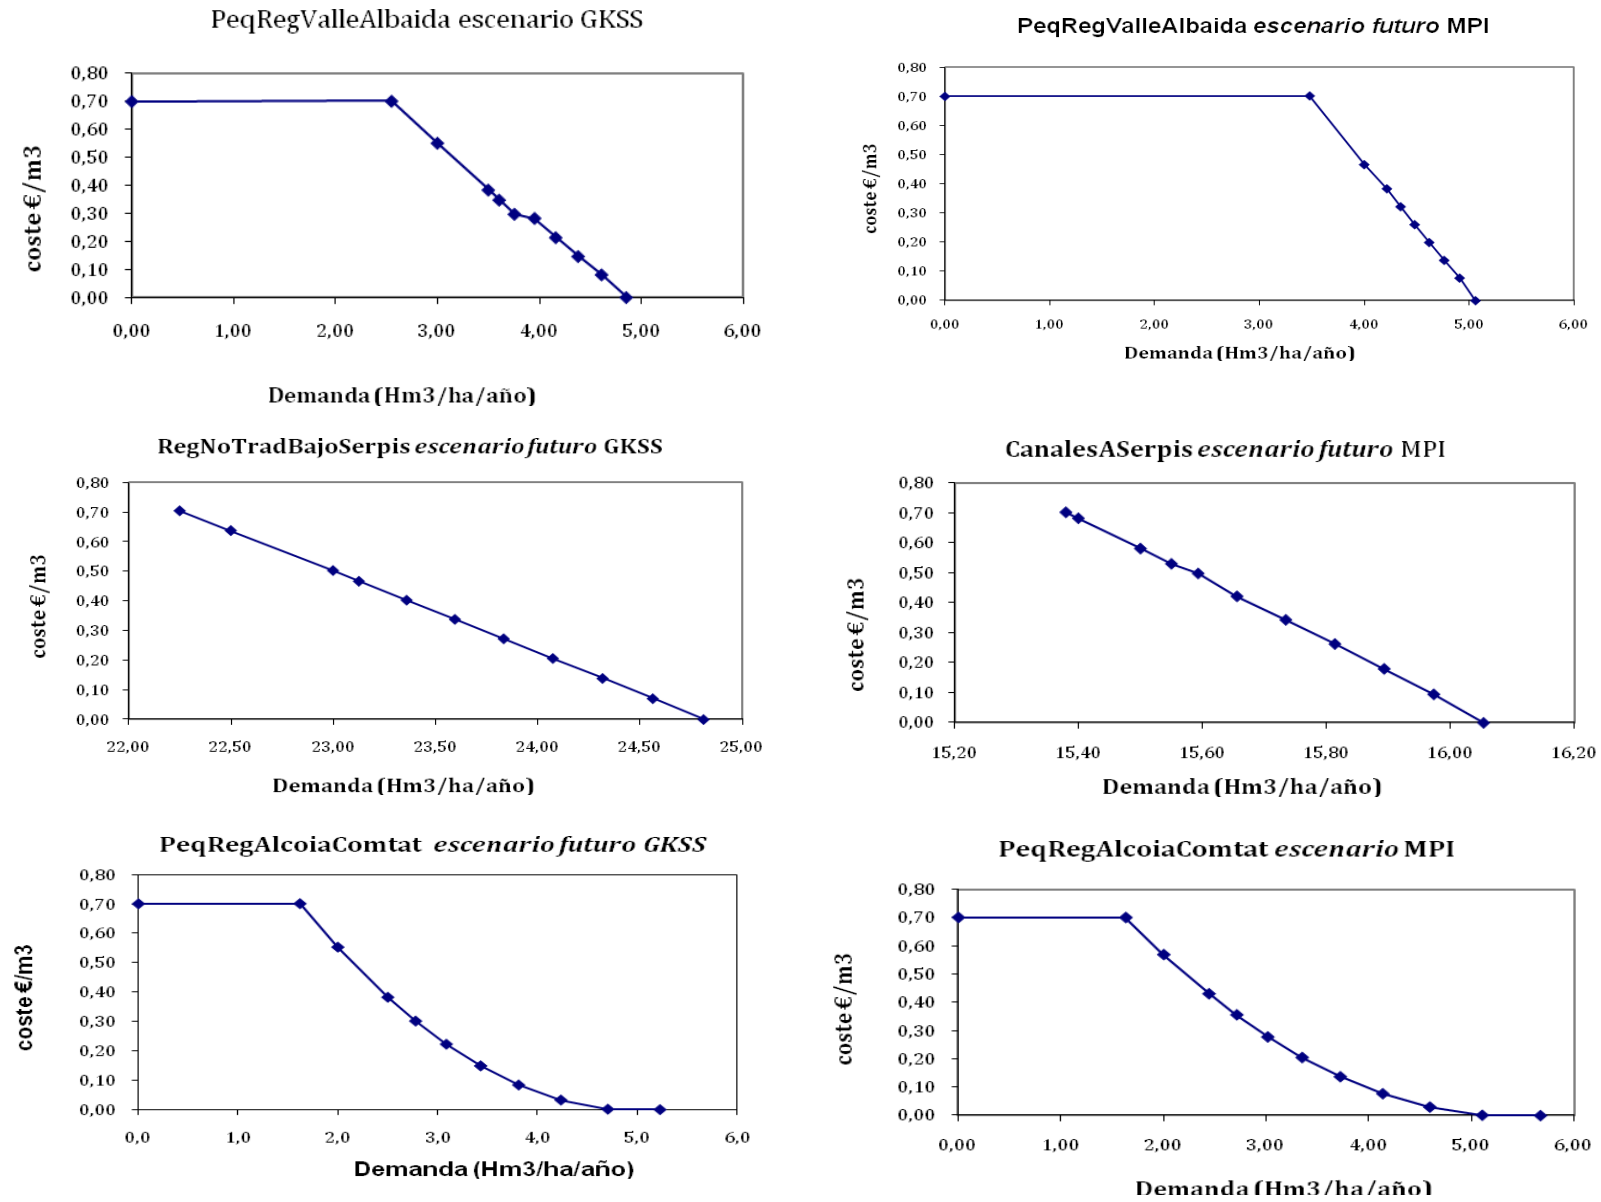 PeqRegValleAlbaida escenario GKSS
0,80
0,70
0,60
0,50
0,40
0,30
0,20
0,10
0,00
coste €/m3
0,00 1,00 2,00 3,00 4,00 5,00 6,00
Demanda (Hm3/ha/año)
PeqRegValleAlbaida escenario futuro MPI
0,80
0,70
0,60
0,50
0,40
0,30
0,20
0,10
0,00
coste €/m3
0,00 1,00 2,00 3,00 4,00 5,00 6,00
Demanda (Hm3/ha/año)
RegNoTradBajoSerpis escenario futuro GKSS
0,80
0,70
0,60
0,50
0,40
0,30
0,20
0,10
0,00
coste €/m3
22,00 22,50 23,00 23,50 24,00 24,50 25,00
Demanda (Hm3/ha/año)
CanalesASerpis escenario futuro MPI
0,80
0,70
0,60
0,50
0,40
0,30
0,20
0,10
0,00
coste €/m3
15,20 15,40 15,60 15,80 16,00 16,20
Demanda (Hm3/ha/año)
PeqRegAlcoiaComtat escenario futuro GKSS
0,80
0,70
0,60
0,50
0,40
0,30
0,20
0,10
0,00
coste €/m3
0,0 1,0 2,0 3,0 4,0 5,0 6,0
Demanda (Hm3/ha/año)
PeqRegAlcoiaComtat escenario MPI
0,80
0,70
0,60
0,50
0,40
0,30
0,20
0,10
0,00
coste €/m3
0,00 1,00 2,00 3,00 4,00 5,00 6,00
Demanda (Hm3/ha/año)